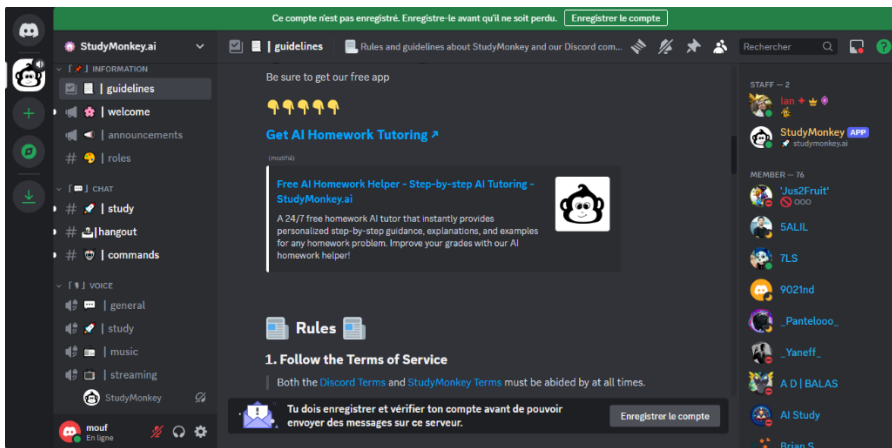 Ce compte n'est pas enregistré. Enregistre-le avant qu'il ne soit perdu. Enregistrer le compte
StudyMonkey.ai
| guidelines
Rules and guidelines about StudyMonkey and our Discord com...
Rechercher
[📌] INFORMATION
| guidelines
| welcome
| announcements
| roles
[💬] CHAT
| study
|hangout
| commands
[🎙] VOICE
| general
| study
| music
| streaming
StudyMonkey
mouf
En ligne
Be sure to get our free app
👇👇👇👇👇
Get AI Homework Tutoring ↗
(modifié)
Free AI Homework Helper - Step-by-step AI Tutoring -
StudyMonkey.ai
A 24/7 free homework AI tutor that instantly provides
personalized step-by-step guidance, explanations, and examples
for any homework problem. Improve your grades with our AI
homework helper!
📰 Rules 📰
1. Follow the Terms of Service
Both the Discord Terms and StudyMonkey Terms must be abided by at all times.
Tu dois enregistrer et vérifier ton compte avant de pouvoir
envoyer des messages sur ce serveur.
Enregistrer le compte
STAFF — 2
Ian
StudyMonkey APP
studymonkey.ai
MEMBER — 76
'Jus2Fruit'
🚫 OOO
5ALIL
7LS
9021nd
_Pantelooo_
_Yaneff_
A D | BALAS
AI Study
Brian S